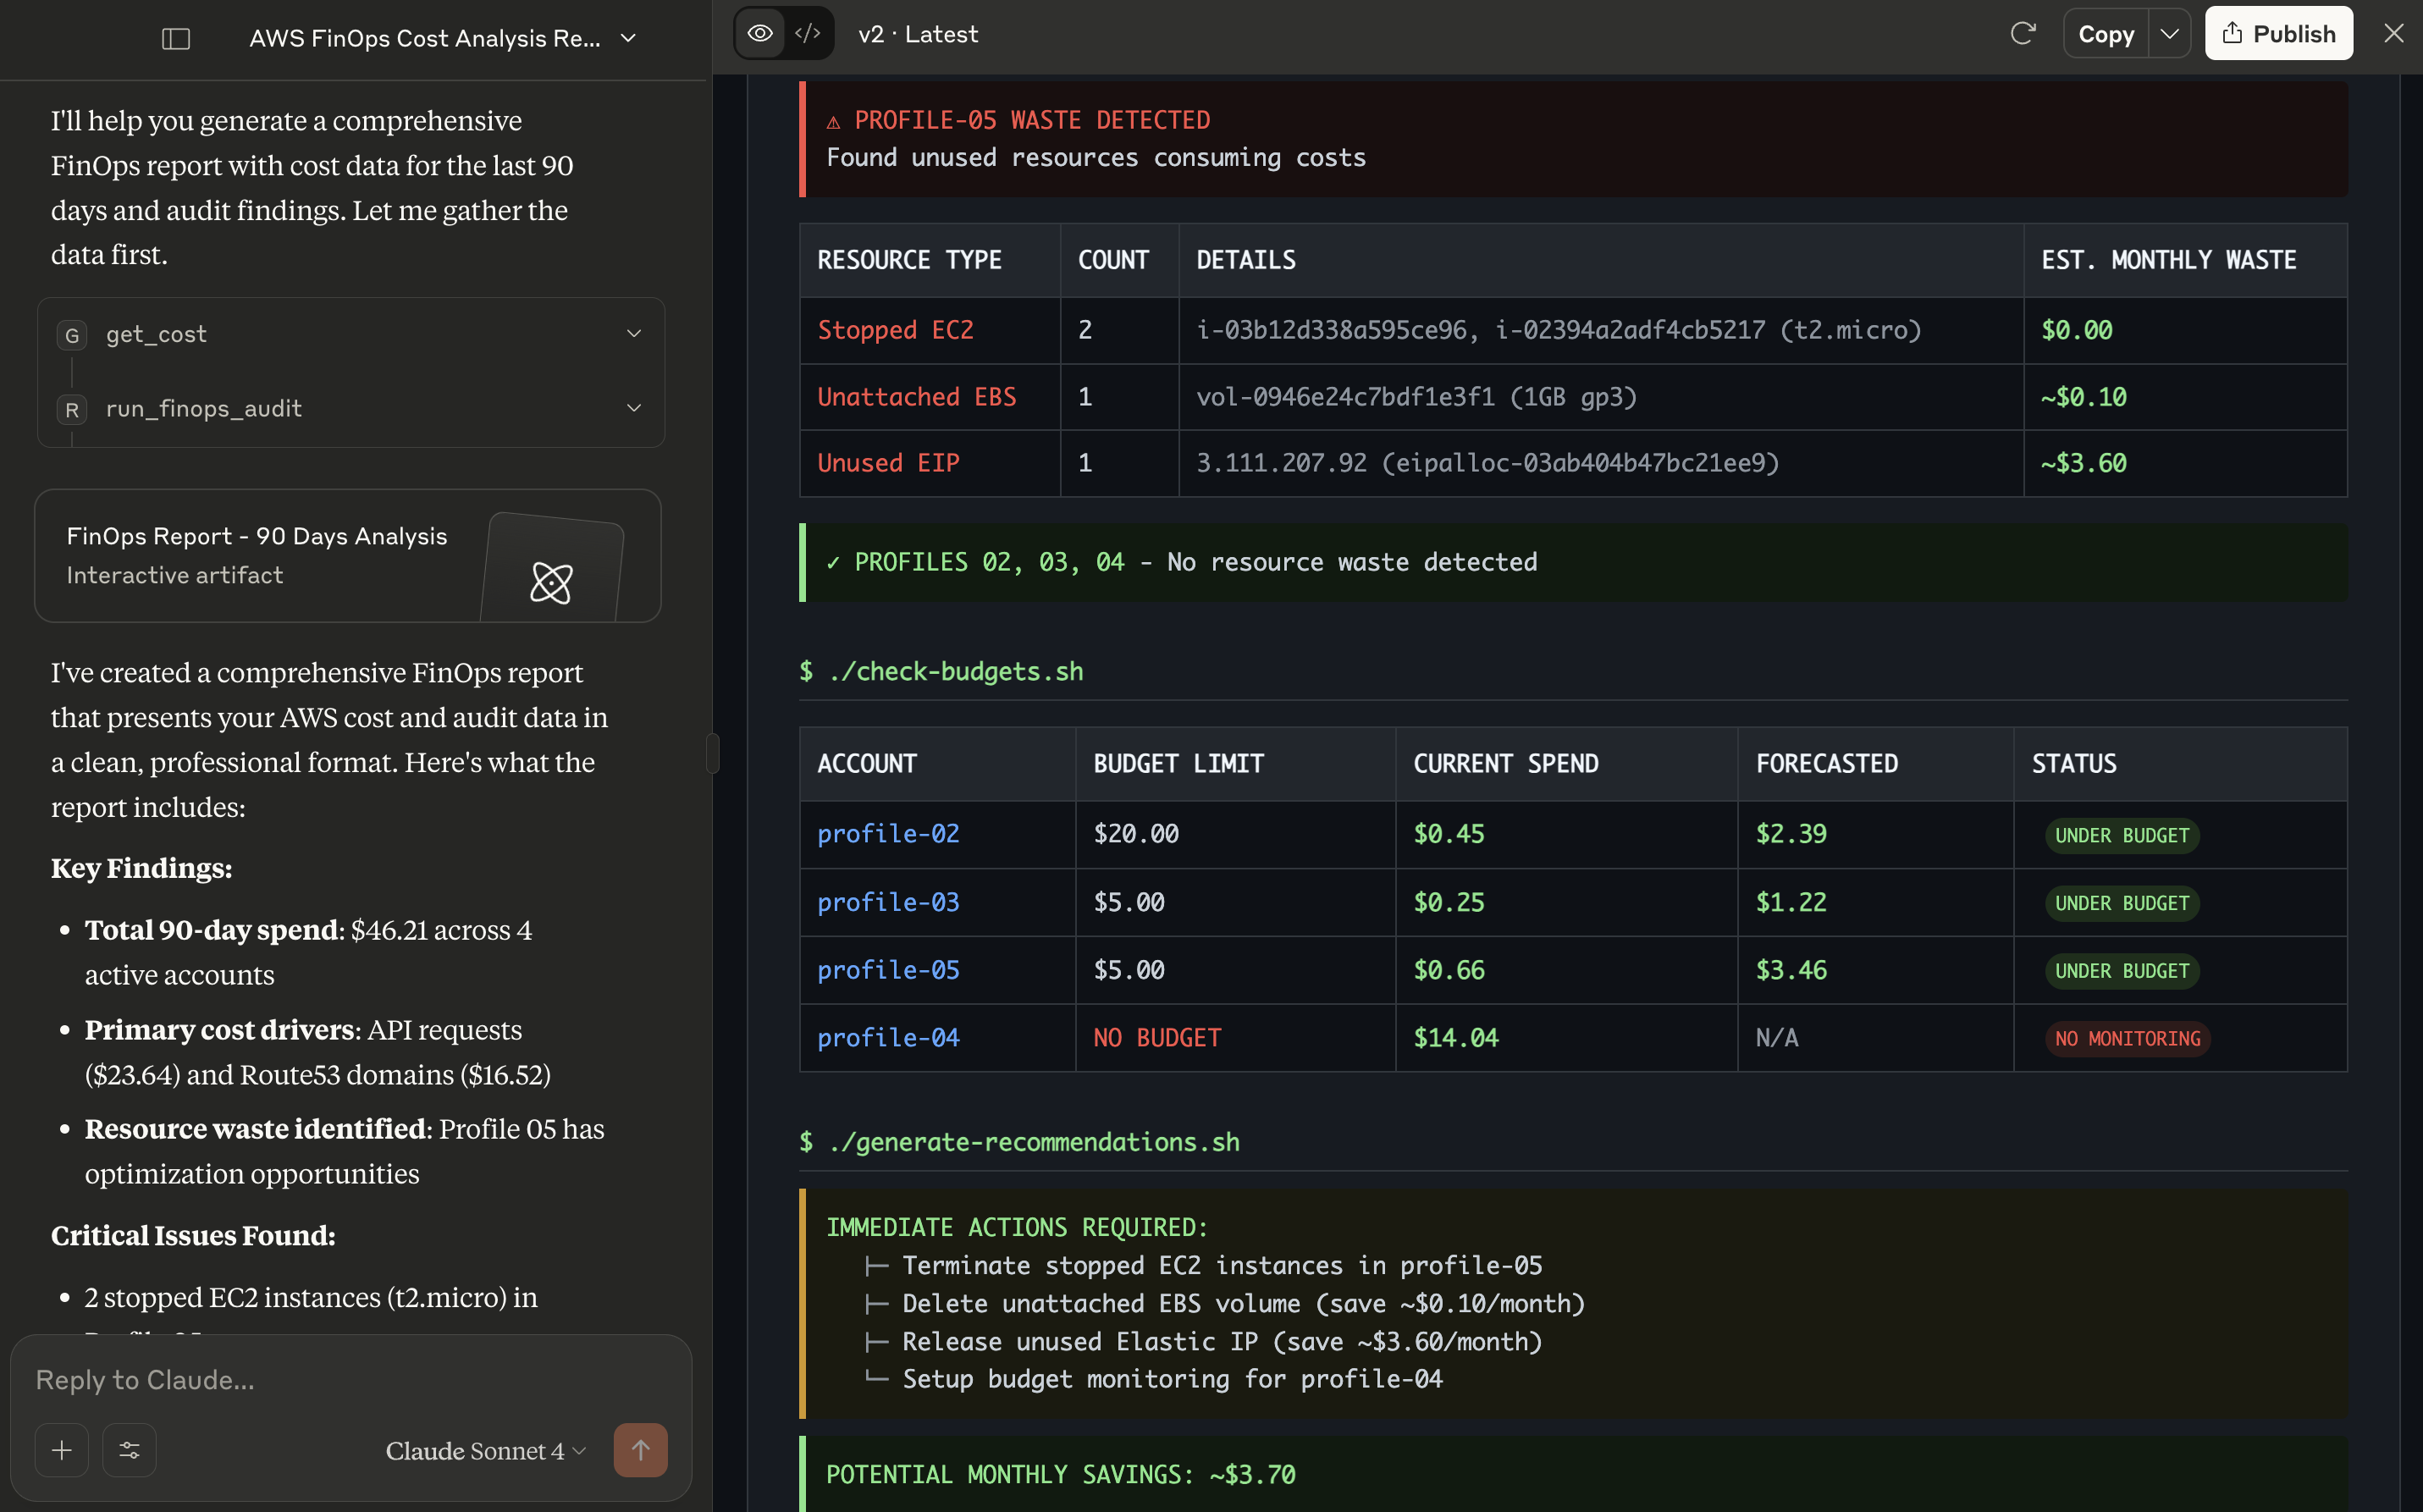 AWS FinOps Cost Analysis Re...
I'll help you generate a comprehensive
FinOps report with cost data for the last 90
days and audit findings. Let me gather the
data first.
G get_cost
R run_finops_audit
FinOps Report - 90 Days Analysis
Interactive artifact
I've created a comprehensive FinOps report
that presents your AWS cost and audit data in
a clean, professional format. Here's what the
report includes:
Key Findings:
• Total 90-day spend: $46.21 across 4
active accounts
• Primary cost drivers: API requests
($23.64) and Route53 domains ($16.52)
• Resource waste identified: Profile 05 has
optimization opportunities
Critical Issues Found:
• 2 stopped EC2 instances (t2.micro) in
Reply to Claude...
Claude Sonnet 4
v2 · Latest
Copy
Publish
⚠ PROFILE-05 WASTE DETECTED
Found unused resources consuming costs
RESOURCE TYPE COUNT DETAILS EST. MONTHLY WASTE
Stopped EC2 2 i-03b12d338a595ce96, i-02394a2adf4cb5217 (t2.micro) $0.00
Unattached EBS 1 vol-0946e24c7bdf1e3f1 (1GB gp3) ~$0.10
Unused EIP 1 3.111.207.92 (eipalloc-03ab404b47bc21ee9) ~$3.60
✓ PROFILES 02, 03, 04 - No resource waste detected
$ ./check-budgets.sh
ACCOUNT BUDGET LIMIT CURRENT SPEND FORECASTED STATUS
profile-02 $20.00 $0.45 $2.39 UNDER BUDGET
profile-03 $5.00 $0.25 $1.22 UNDER BUDGET
profile-05 $5.00 $0.66 $3.46 UNDER BUDGET
profile-04 NO BUDGET $14.04 N/A NO MONITORING
$ ./generate-recommendations.sh
IMMEDIATE ACTIONS REQUIRED:
├─ Terminate stopped EC2 instances in profile-05
├─ Delete unattached EBS volume (save ~$0.10/month)
├─ Release unused Elastic IP (save ~$3.60/month)
└─ Setup budget monitoring for profile-04
POTENTIAL MONTHLY SAVINGS: ~$3.70